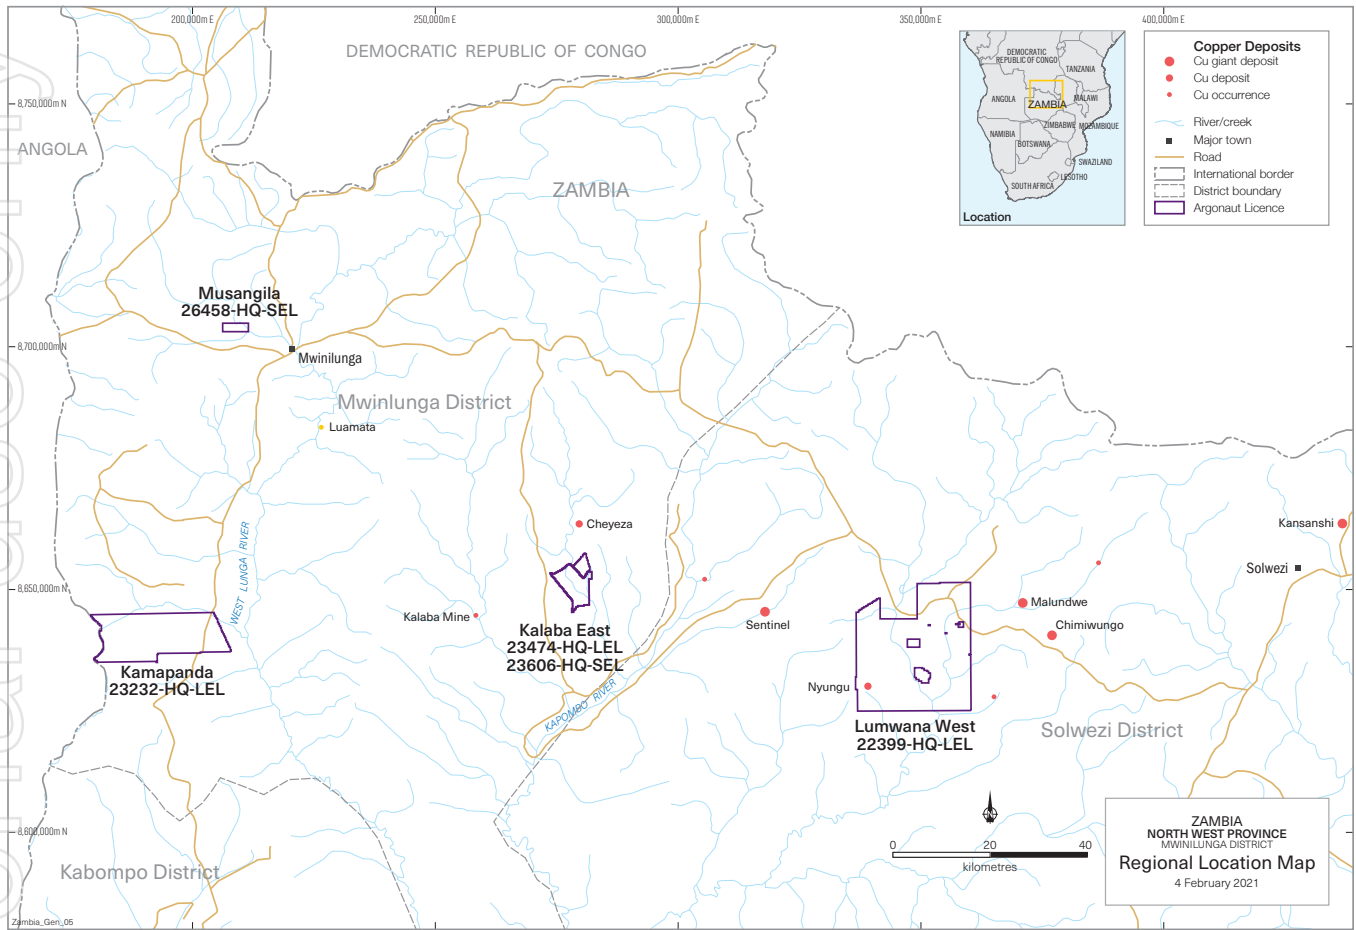 200,000m E
250,000m E
300,000m E
350,000m E
400,000m E
8,750,000m N
8,700,000m N
8,650,000m N
8,600,000m N
DEMOCRATIC REPUBLIC OF CONGO
ANGOLA
ZAMBIA
DEMOCRATIC
REPUBLIC OF CONGO
TANZANIA
ANGOLA
ZAMBIA
MALAWI
ZIMBABWE
MOZAMBIQUE
NAMIBIA
BOTSWANA
SWAZILAND
LESOTHO
SOUTH AFRICA
Location
Copper Deposits
Cu giant deposit
Cu deposit
Cu occurrence
River/creek
Major town
Road
International border
District boundary
Argonaut Licence
Musangila
26458-HQ-SEL
Mwinilunga
Mwinlunga District
Luamata
WEST LUNGA RIVER
Cheyeza
Kansanshi
Solwezi
Kalaba Mine
Kalaba East
23474-HQ-LEL
23606-HQ-SEL
Sentinel
Malundwe
Chimiwungo
Kamapanda
23232-HQ-LEL
KAPOMBO RIVER
Nyungu
Lumwana West
22399-HQ-LEL
Solwezi District
Kabompo District
0
20
40
kilometres
ZAMBIA
NORTH WEST PROVINCE
MWINILUNGA DISTRICT
Regional Location Map
4 February 2021
Zambia_Gen_05